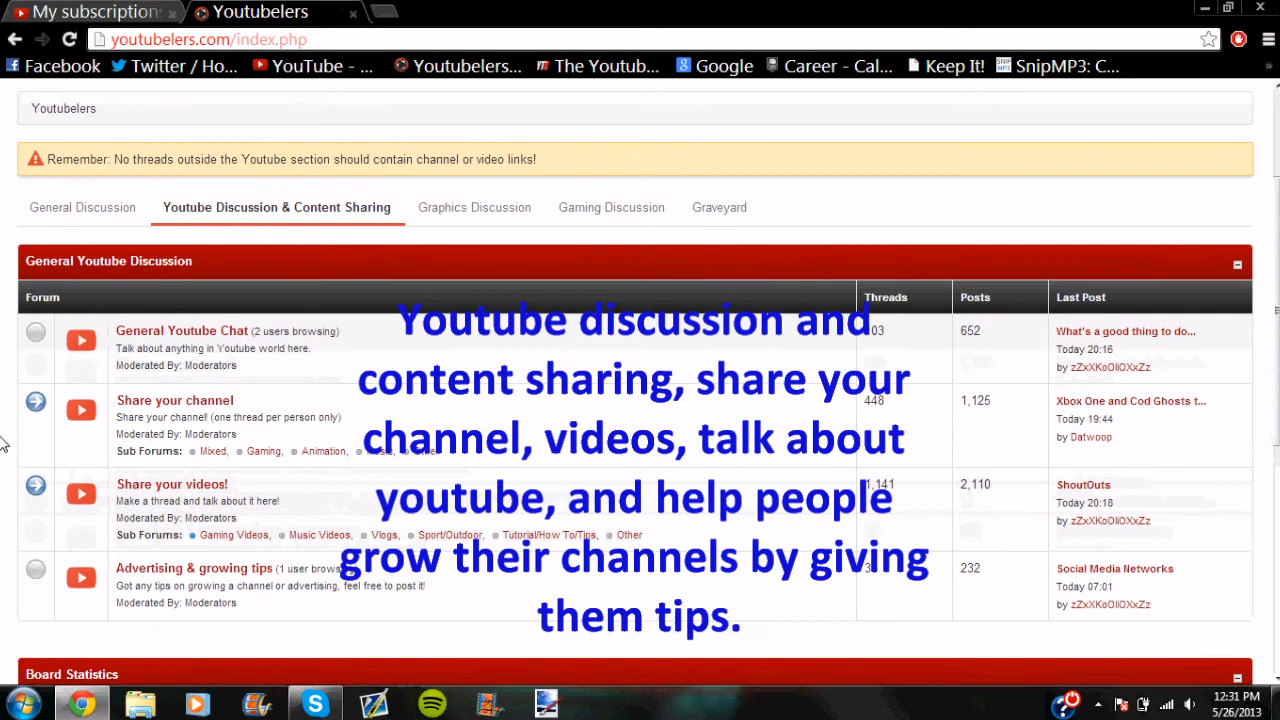 My subscriptions
Youtubelers
youtubelers.com/index.php
Facebook
Twitter / Ho...
YouTube - ...
Youtubelers...
The Youtub...
Google
Career - Cal...
Keep It!
SnipMP3: C...
Youtubelers
Remember: No threads outside the Youtube section should contain channel or video links!
General Discussion
Youtube Discussion & Content Sharing
Graphics Discussion
Gaming Discussion
Graveyard
General Youtube Discussion
Forum
Threads
Posts
Last Post
General Youtube Chat (2 users browsing)
Talk about anything in Youtube world here.
Moderated By: Moderators
652
What's a good thing to do...
Today 20:16
by zZxXKoOlIOXxZz
Share your channel
Share your channel! (one thread per person only)
Moderated By: Moderators
Sub Forums: Mixed, Gaming, Animation,
448
1,125
Xbox One and Cod Ghosts t...
Today 19:44
by Datwoop
Share your videos!
Make a thread and talk about it here!
Moderated By: Moderators
Sub Forums: Gaming Videos, Music Videos, Vlogs, Sport/Outdoor, Tutorial/How To/Tips, Other
1,141
2,110
ShoutOuts
Today 20:18
by zZxXKoOlIOXxZz
Advertising & growing tips (1 user
Got any tips on growing a channel or advertising, feel free to post it!
Moderated By: Moderators
232
Social Media Networks
Today 07:01
by zZxXKoOlIOXxZz
Youtube discussion and
content sharing, share your
channel, videos, talk about
youtube, and help people
grow their channels by giving
them tips.
Board Statistics
12:31 PM
5/26/2013